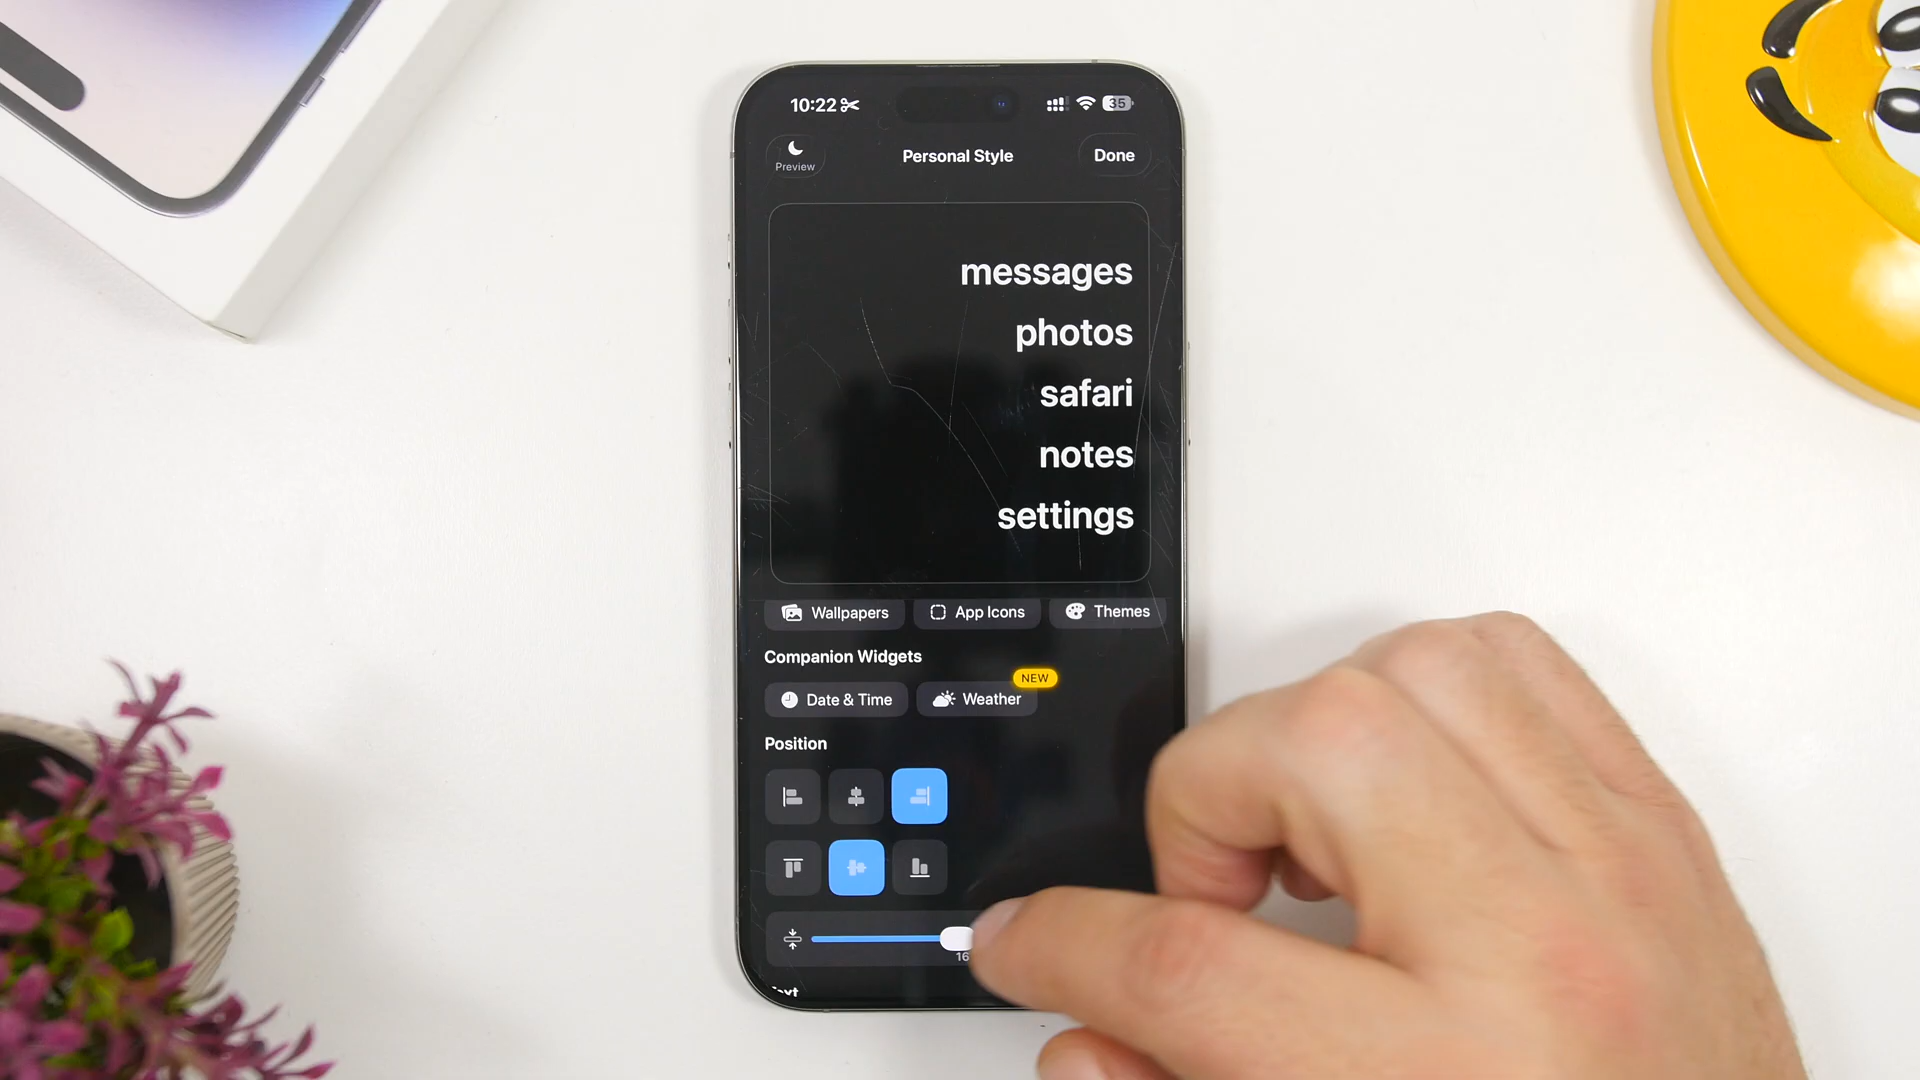 10:22
35
Preview
Personal Style
Done
messages
photos
safari
notes
settings
Wallpapers
App Icons
Themes
Companion Widgets
NEW
Date & Time
Weather
Position
16